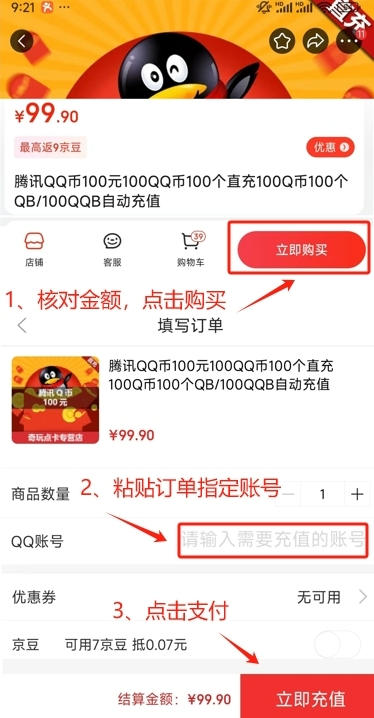 9:21
直充
11
¥99.90
最高返9京豆
优惠
腾讯QQ币100元100QQ币100个直充100Q币100个
QB/100QQB自动充值
店铺
客服
39
购物车
立即购买
1、核对金额，点击购买
填写订单
直充
腾讯Q币
100元
奇玩点卡专营店
腾讯QQ币100元100QQ币100个直充
100Q币100个QB/100QQB自动充值
¥99.90
2、粘贴订单指定账号
商品数量
1
QQ账号
请输入需要充值的账号
优惠券
无可用
3、点击支付
京豆
可用7京豆 抵0.07元
结算金额：¥99.90
立即充值